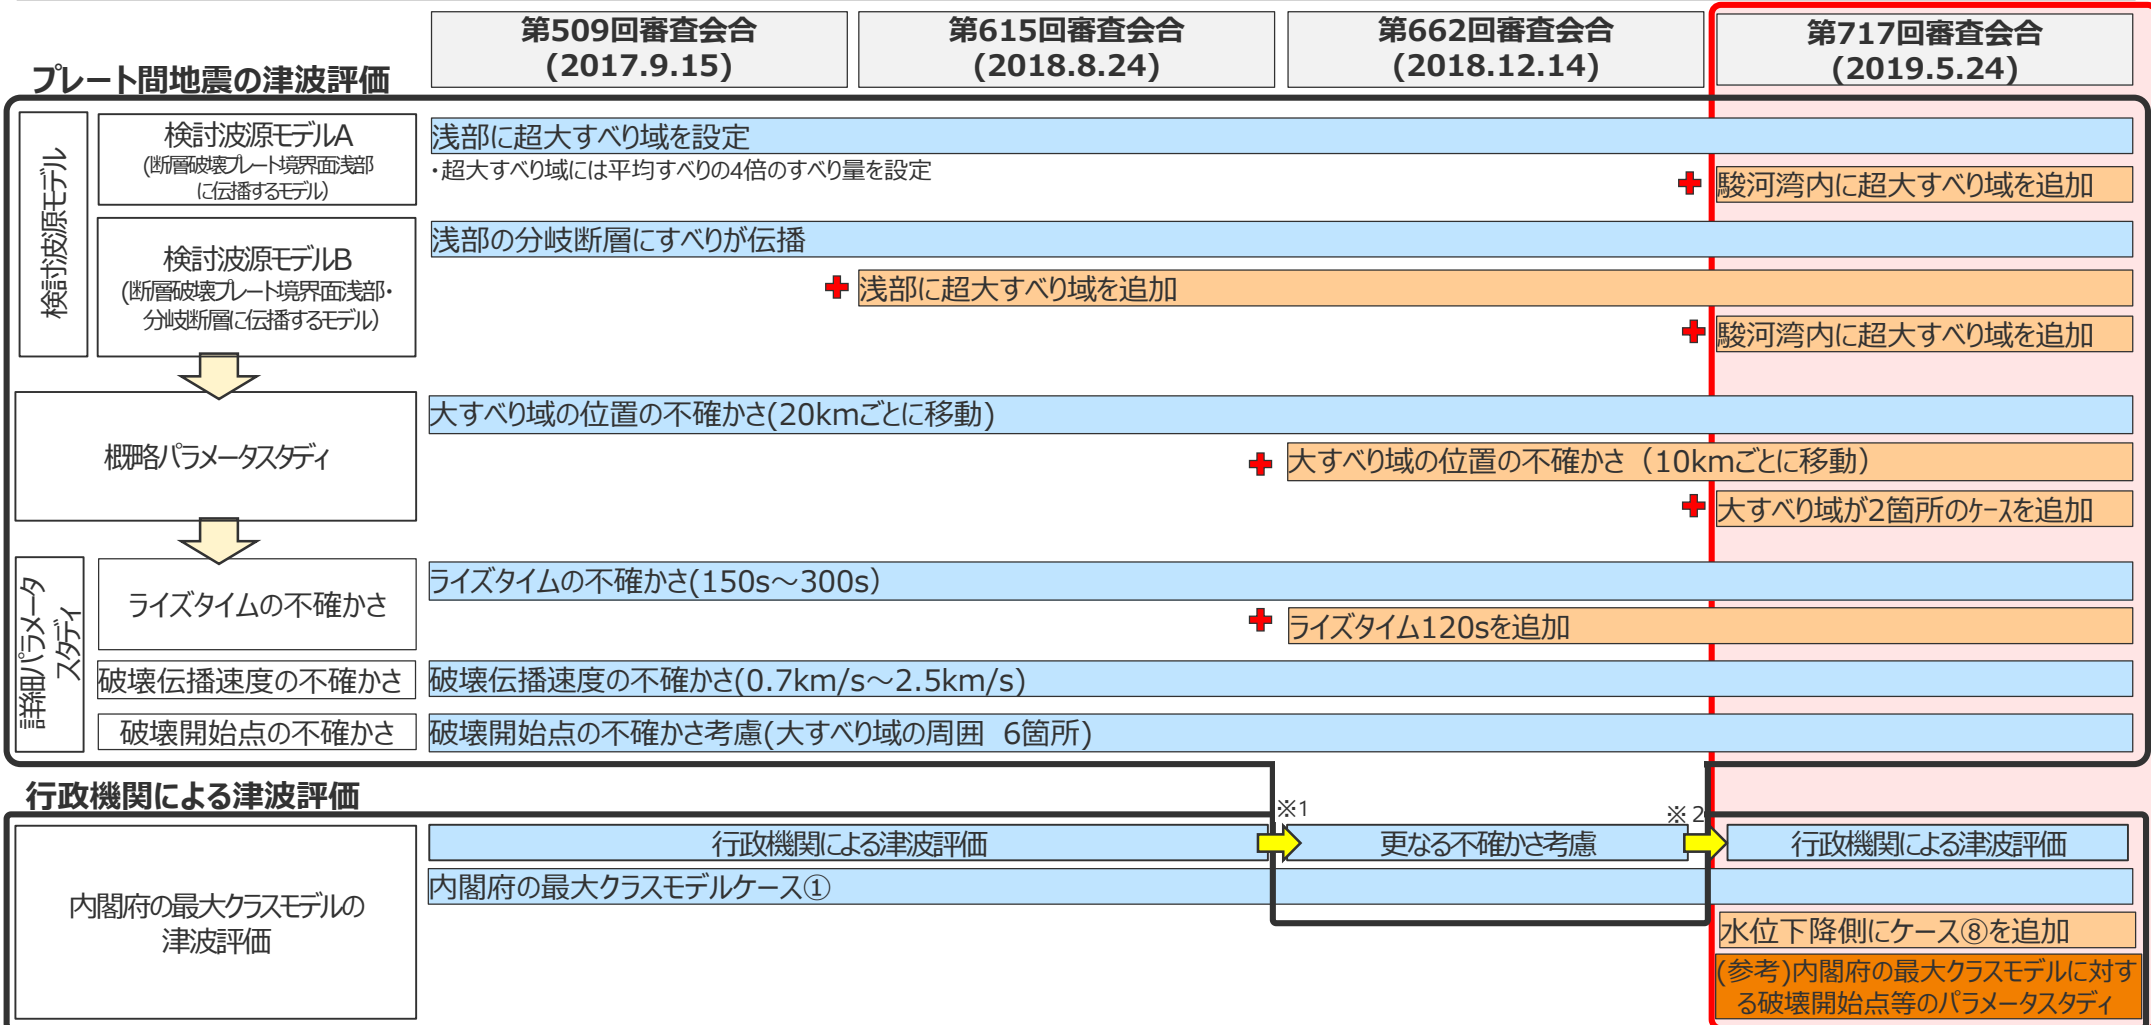 第509回審査会合
(2017.9.15)
第615回審査会合
(2018.8.24)
第662回審査会合
(2018.12.14)
第717回審査会合
(2019.5.24)
プレート間地震の津波評価
検討波源モデル
検討波源モデルA
(断層破壊プレート境界面浅部
に伝播するモデル)
浅部に超大すべり域を設定
・超大すべり域には平均すべりの4倍のすべり量を設定
駿河湾内に超大すべり域を追加
検討波源モデルB
(断層破壊プレート境界面浅部・
分岐断層に伝播するモデル)
浅部の分岐断層にすべりが伝播
浅部に超大すべり域を追加
駿河湾内に超大すべり域を追加
概略パラメータスタディ
大すべり域の位置の不確かさ(20kmごとに移動)
大すべり域の位置の不確かさ（10kmごとに移動）
大すべり域が2箇所のケースを追加
詳細パラメータ
スタディ
ライズタイムの不確かさ
ライズタイムの不確かさ(150s～300s）
ライズタイム120sを追加
破壊伝播速度の不確かさ
破壊伝播速度の不確かさ(0.7km/s～2.5km/s)
破壊開始点の不確かさ
破壊開始点の不確かさ考慮(大すべり域の周囲 6箇所)
行政機関による津波評価
※1
※2
内閣府の最大クラスモデルの
津波評価
行政機関による津波評価
更なる不確かさ考慮
行政機関による津波評価
内閣府の最大クラスモデルケース①
水位下降側にケース⑧を追加
(参考)内閣府の最大クラスモデルに対す
る破壊開始点等のパラメータスタディ